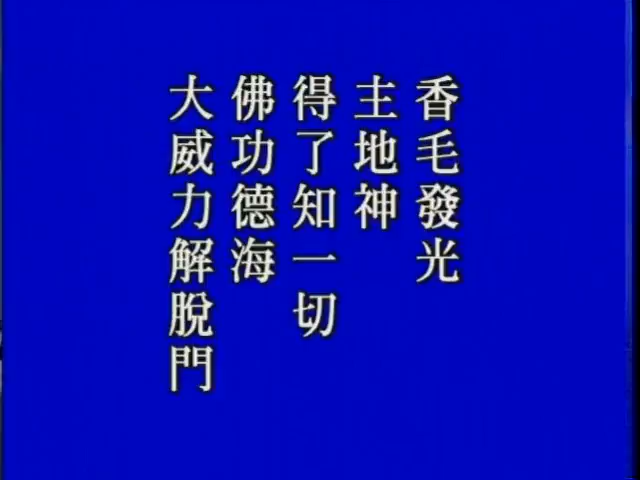 香毛發光
主地神
得了知一切
佛功德海
大威力解脫門